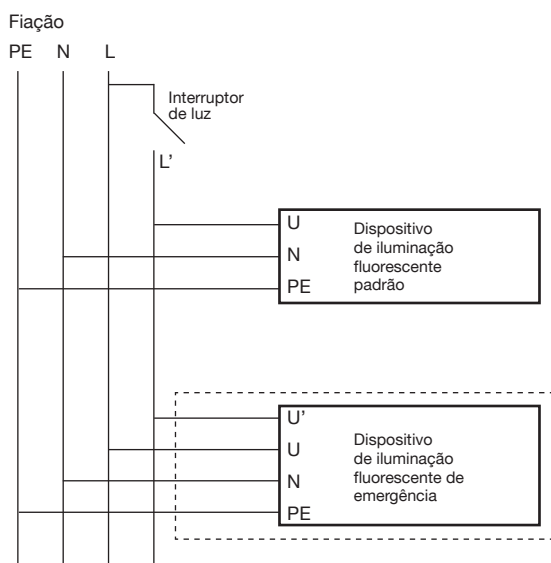 Fiação
PE N L
Interruptor
de luz
L’
U
N
PE
Dispositivo
de iluminação
fluorescente
padrão
U’
U
N
PE
Dispositivo
de iluminação
fluorescente de
emergência